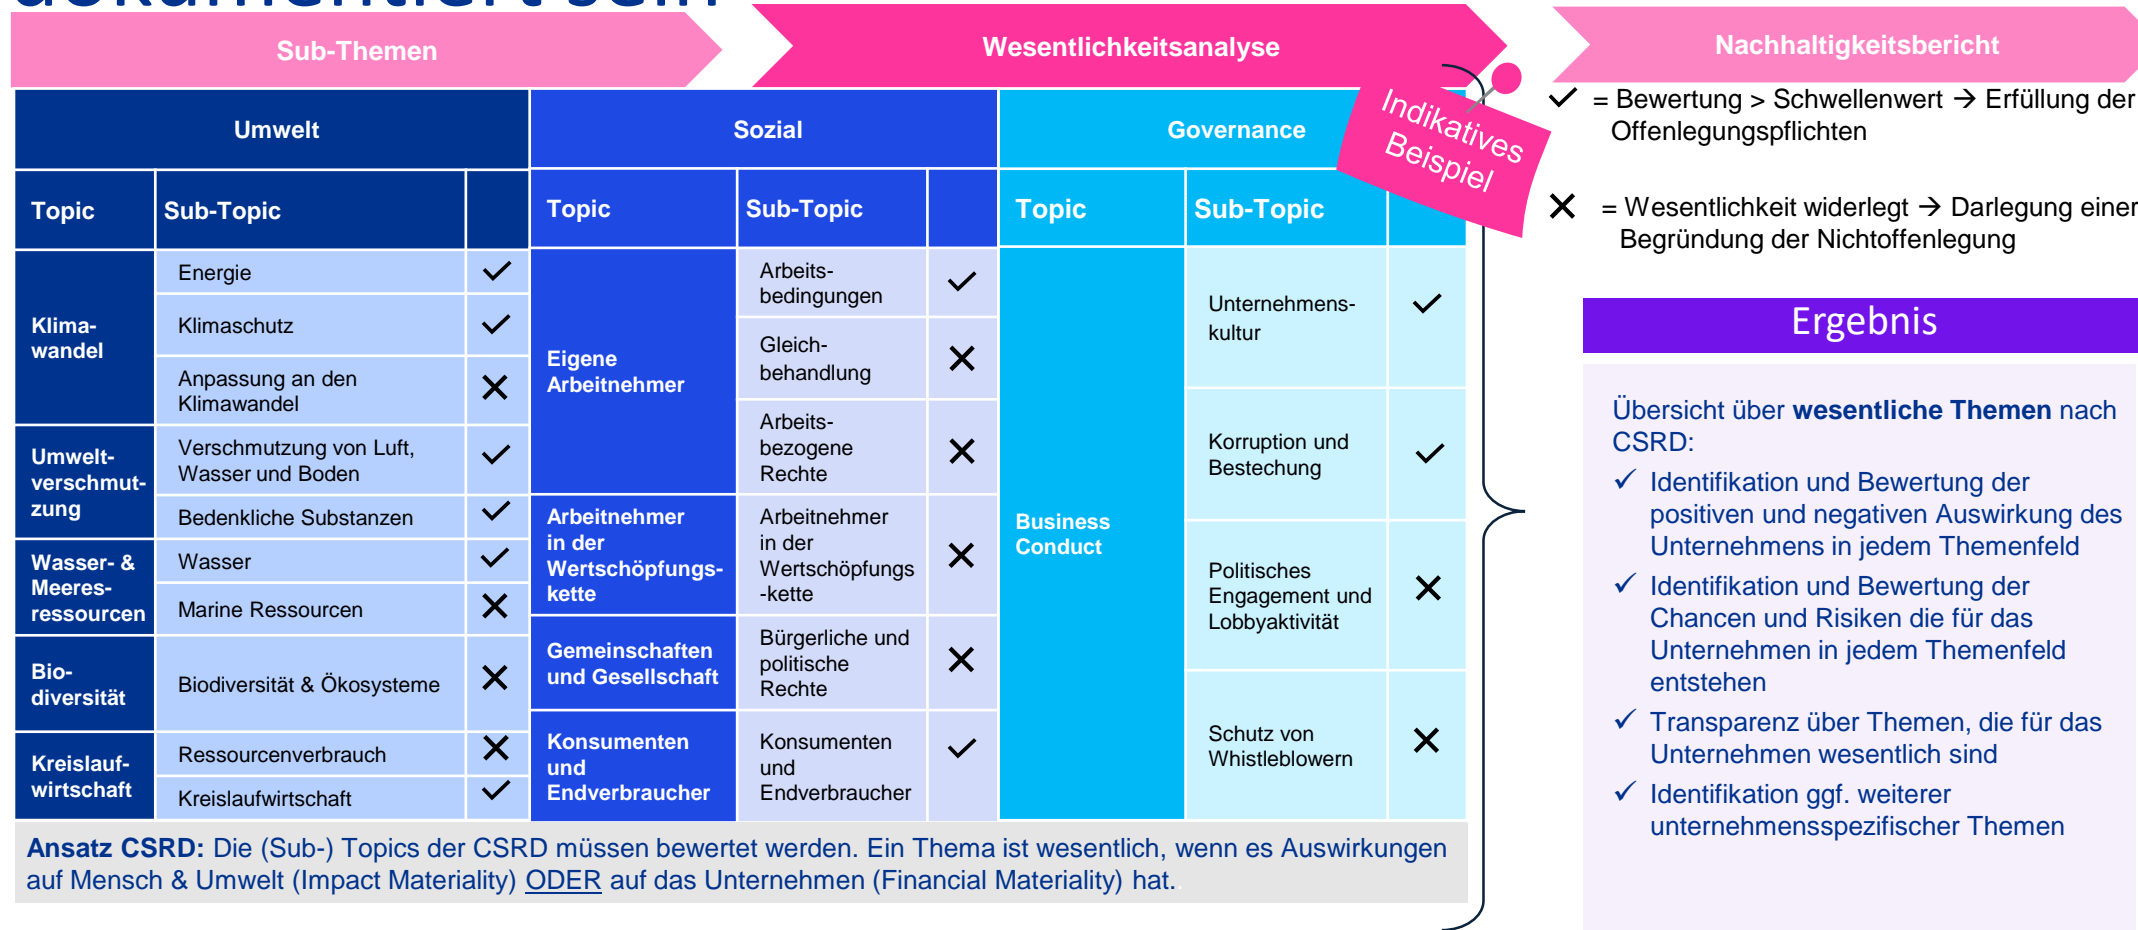 dokumentiert sein
Sub-Themen
Wesentlichkeitsanalyse
Nachhaltigkeitsbericht
Indikatives
Beispiel
Umwelt
Topic
Sub-Topic
Klima-
wandel
Energie ✓
Klimaschutz ✓
Anpassung an den
Klimawandel ✕
Umwelt-
verschmut-
zung
Verschmutzung von Luft,
Wasser und Boden ✓
Bedenkliche Substanzen ✓
Wasser- &
Meeres-
ressourcen
Wasser ✓
Marine Ressourcen ✕
Bio-
diversität
Biodiversität & Ökosysteme ✕
Kreislauf-
wirtschaft
Ressourcenverbrauch ✕
Kreislaufwirtschaft ✓
Sozial
Topic
Sub-Topic
Eigene
Arbeitnehmer
Arbeits-
bedingungen ✓
Gleich-
behandlung ✕
Arbeits-
bezogene
Rechte ✕
Arbeitnehmer
in der
Wertschöpfungs-
kette
Arbeitnehmer
in der
Wertschöpfungs
-kette ✕
Gemeinschaften
und Gesellschaft
Bürgerliche und
politische
Rechte ✕
Konsumenten
und
Endverbraucher
Konsumenten
und
Endverbraucher ✓
Governance
Topic
Sub-Topic
Business
Conduct
Unternehmens-
kultur ✓
Korruption und
Bestechung ✓
Politisches
Engagement und
Lobbyaktivität ✕
Schutz von
Whistleblowern ✕
Ansatz CSRD: Die (Sub-) Topics der CSRD müssen bewertet werden. Ein Thema ist wesentlich, wenn es Auswirkungen
auf Mensch & Umwelt (Impact Materiality) ODER auf das Unternehmen (Financial Materiality) hat..
✓ = Bewertung > Schwellenwert → Erfüllung der
Offenlegungspflichten
✕ = Wesentlichkeit widerlegt → Darlegung einer
Begründung der Nichtoffenlegung
Ergebnis
Übersicht über wesentliche Themen nach
CSRD:
✓ Identifikation und Bewertung der
positiven und negativen Auswirkung des
Unternehmens in jedem Themenfeld
✓ Identifikation und Bewertung der
Chancen und Risiken die für das
Unternehmen in jedem Themenfeld
entstehen
✓ Transparenz über Themen, die für das
Unternehmen wesentlich sind
✓ Identifikation ggf. weiterer
unternehmensspezifischer Themen